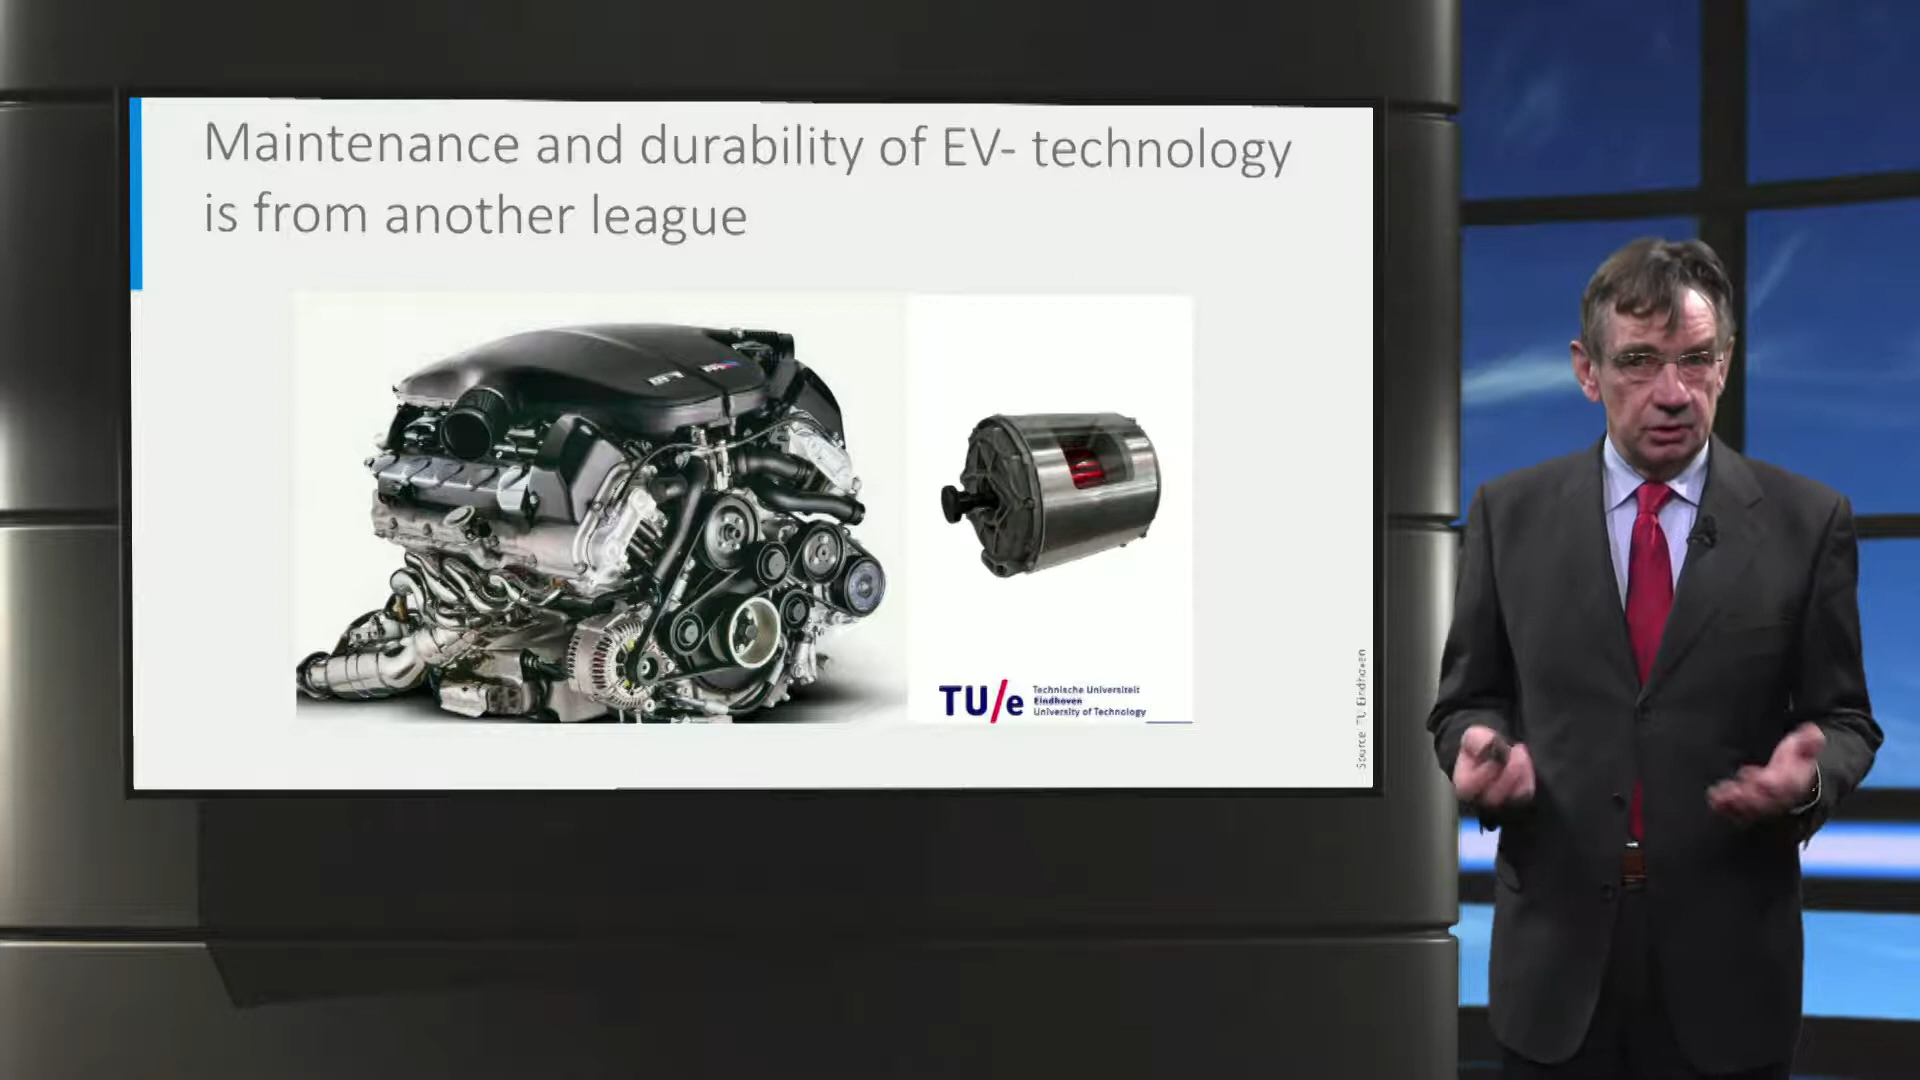 Maintenance and durability of EV- technology
is from another league
TU/e
Technische Universiteit
Eindhoven
University of Technology
Source TU Eindhoven